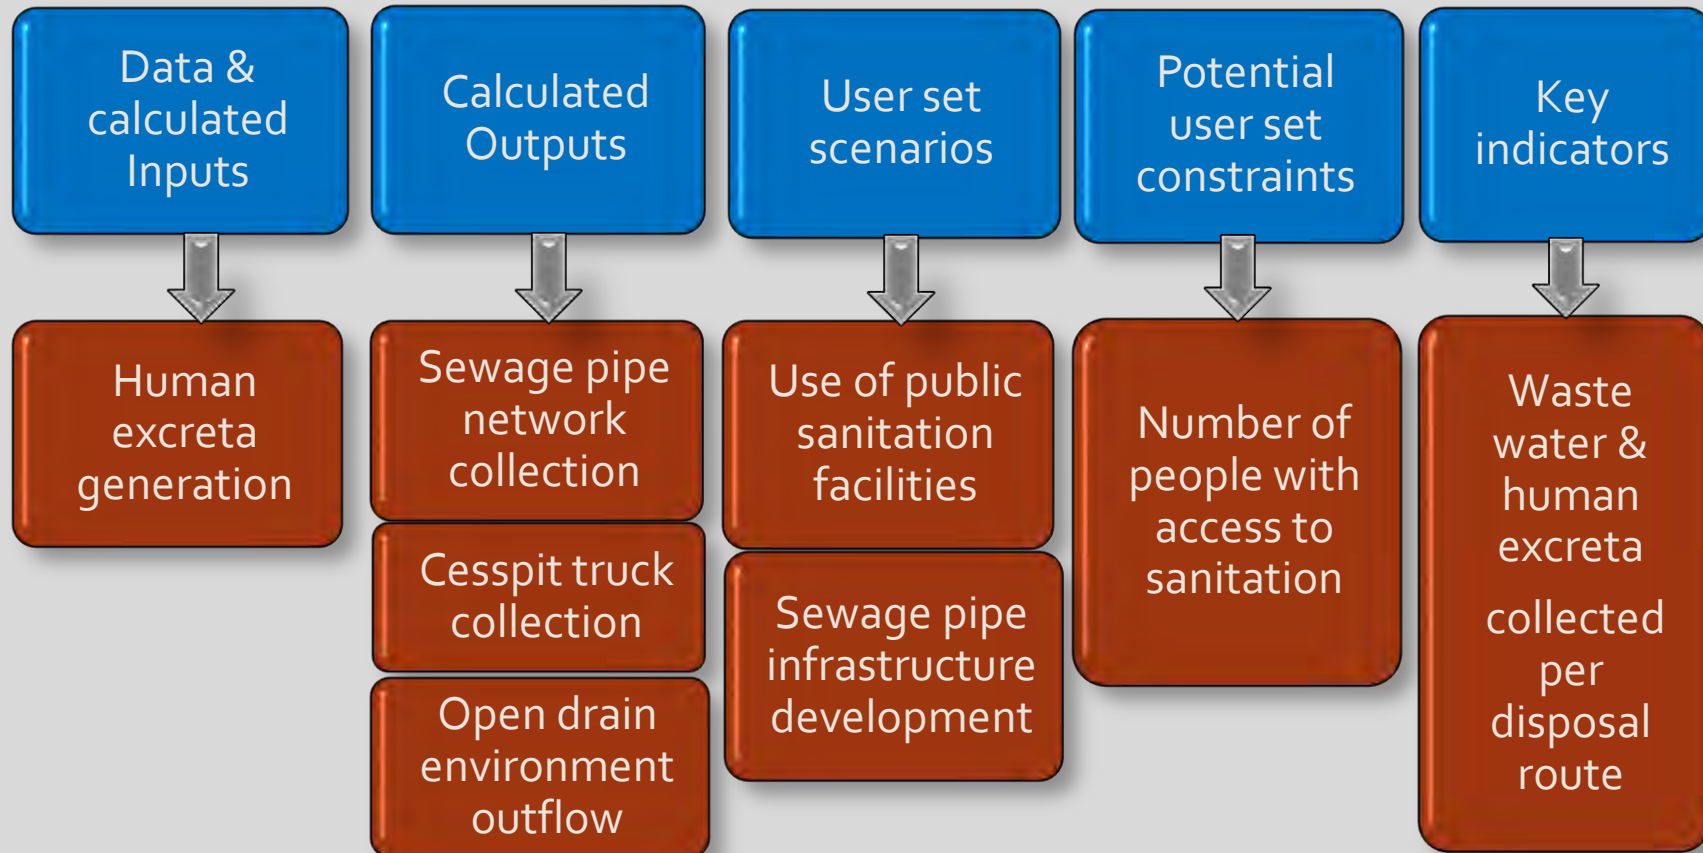 Data &
calculated
Inputs
Calculated
Outputs
User set
scenarios
Potential
user set
constraints
Key
indicators
Human
excreta
generation
Sewage pipe
network
collection
Cesspit truck
collection
Open drain
environment
outflow
Use of public
sanitation
facilities
Sewage pipe
infrastructure
development
Number of
people with
access to
sanitation
Waste
water &
human
excreta
collected
per
disposal
route